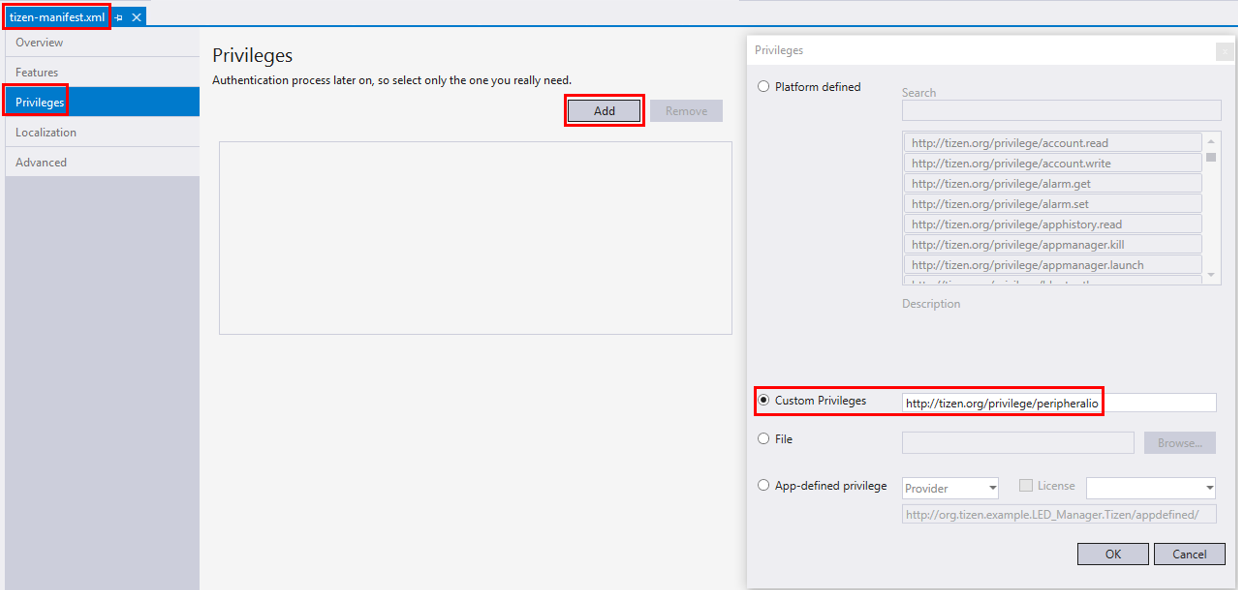 tizen-manifest.xml
Overview
Features
Privileges
Localization
Advanced
Privileges
Authentication process later on, so select only the one you really need.
Add
Remove
Privileges
Platform defined
Search
http://tizen.org/privilege/account.read
http://tizen.org/privilege/account.write
http://tizen.org/privilege/alarm.get
http://tizen.org/privilege/alarm.set
http://tizen.org/privilege/apphistory.read
http://tizen.org/privilege/appmanager.kill
http://tizen.org/privilege/appmanager.launch
Description
Custom Privileges
http://tizen.org/privilege/peripheralio
File
Browse...
App-defined privilege
Provider
License
http://org.tizen.example.LED_Manager.Tizen/appdefined/
OK
Cancel